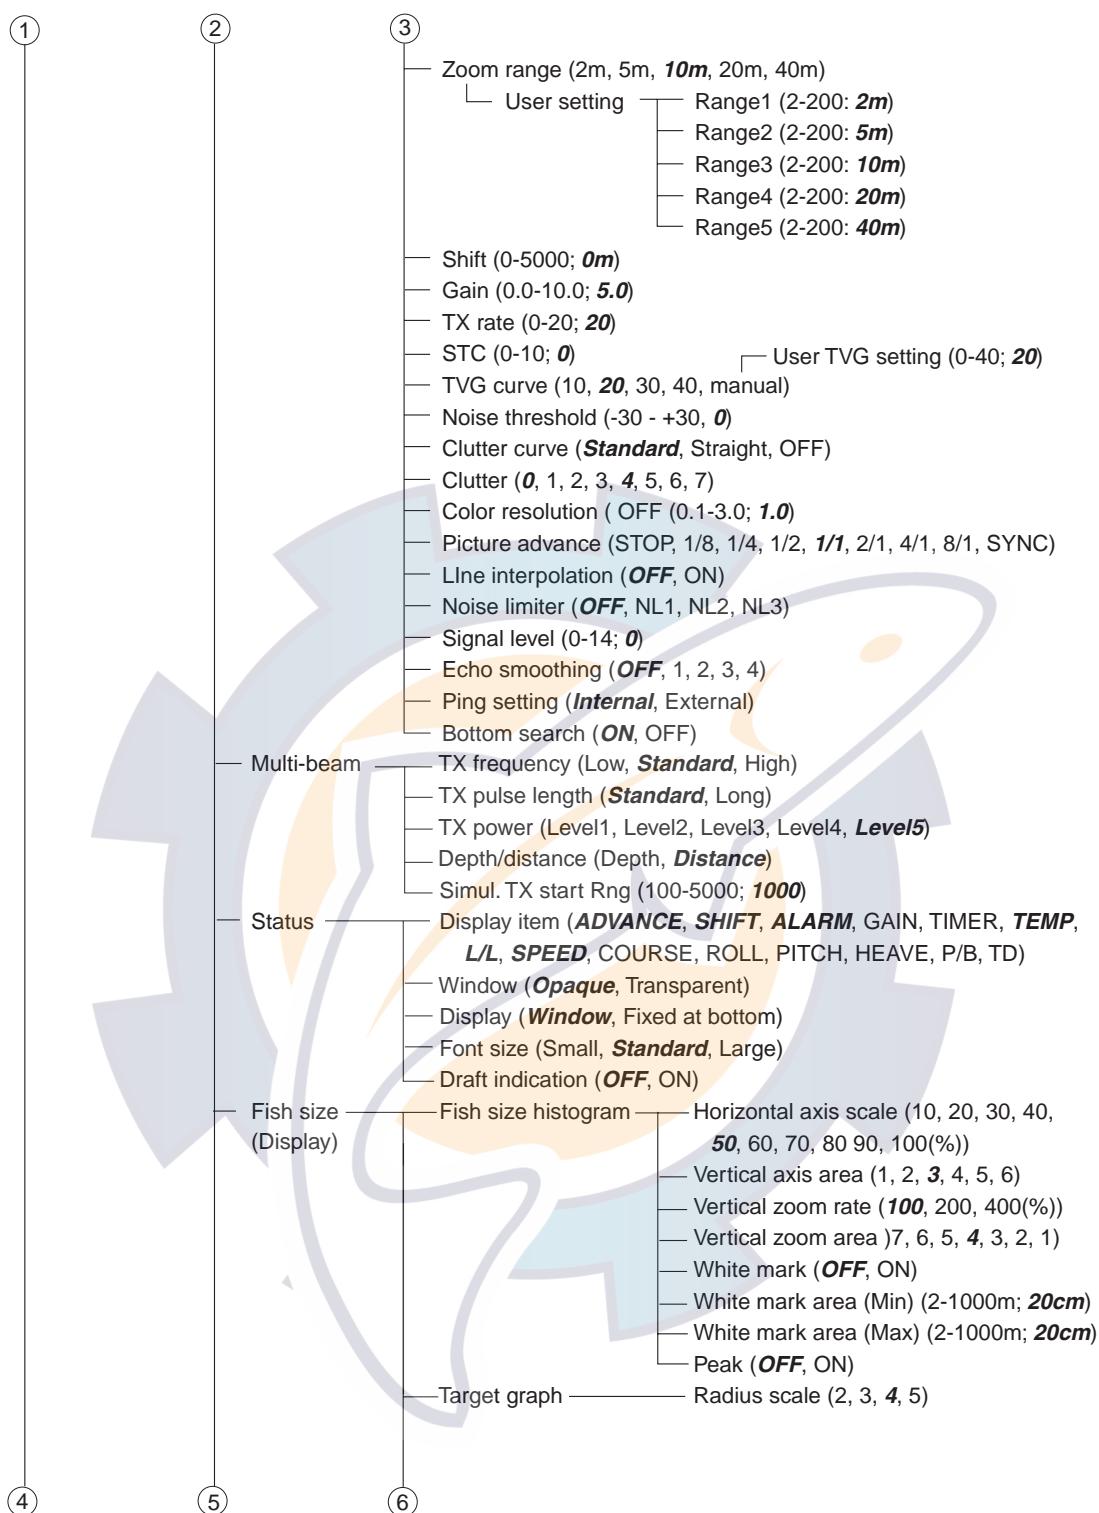 1 2 3
Zoom range (2m, 5m, 10m, 20m, 40m)
User setting Range1 (2-200: 2m)
Range2 (2-200: 5m)
Range3 (2-200: 10m)
Range4 (2-200: 20m)
Range5 (2-200: 40m)
Shift (0-5000; 0m)
Gain (0.0-10.0; 5.0)
TX rate (0-20; 20)
STC (0-10; 0) User TVG setting (0-40; 20)
TVG curve (10, 20, 30, 40, manual)
Noise threshold (-30 - +30, 0)
Clutter curve (Standard, Straight, OFF)
Clutter (0, 1, 2, 3, 4, 5, 6, 7)
Color resolution ( OFF (0.1-3.0; 1.0)
Picture advance (STOP, 1/8, 1/4, 1/2, 1/1, 2/1, 4/1, 8/1, SYNC)
LIne interpolation (OFF, ON)
Noise limiter (OFF, NL1, NL2, NL3)
Signal level (0-14; 0)
Echo smoothing (OFF, 1, 2, 3, 4)
Ping setting (Internal, External)
Bottom search (ON, OFF)
Multi-beam TX frequency (Low, Standard, High)
TX pulse length (Standard, Long)
TX power (Level1, Level2, Level3, Level4, Level5)
Depth/distance (Depth, Distance)
Simul. TX start Rng (100-5000; 1000)
Status Display item (ADVANCE, SHIFT, ALARM, GAIN, TIMER, TEMP,
L/L, SPEED, COURSE, ROLL, PITCH, HEAVE, P/B, TD)
Window (Opaque, Transparent)
Display (Window, Fixed at bottom)
Font size (Small, Standard, Large)
Draft indication (OFF, ON)
Fish size Fish size histogram Horizontal axis scale (10, 20, 30, 40,
(Display) 50, 60, 70, 80 90, 100(%))
Vertical axis area (1, 2, 3, 4, 5, 6)
Vertical zoom rate (100, 200, 400(%))
Vertical zoom area )7, 6, 5, 4, 3, 2, 1)
White mark (OFF, ON)
White mark area (Min) (2-1000m; 20cm)
White mark area (Max) (2-1000m; 20cm)
Peak (OFF, ON)
Target graph Radius scale (2, 3, 4, 5)
4 5 6